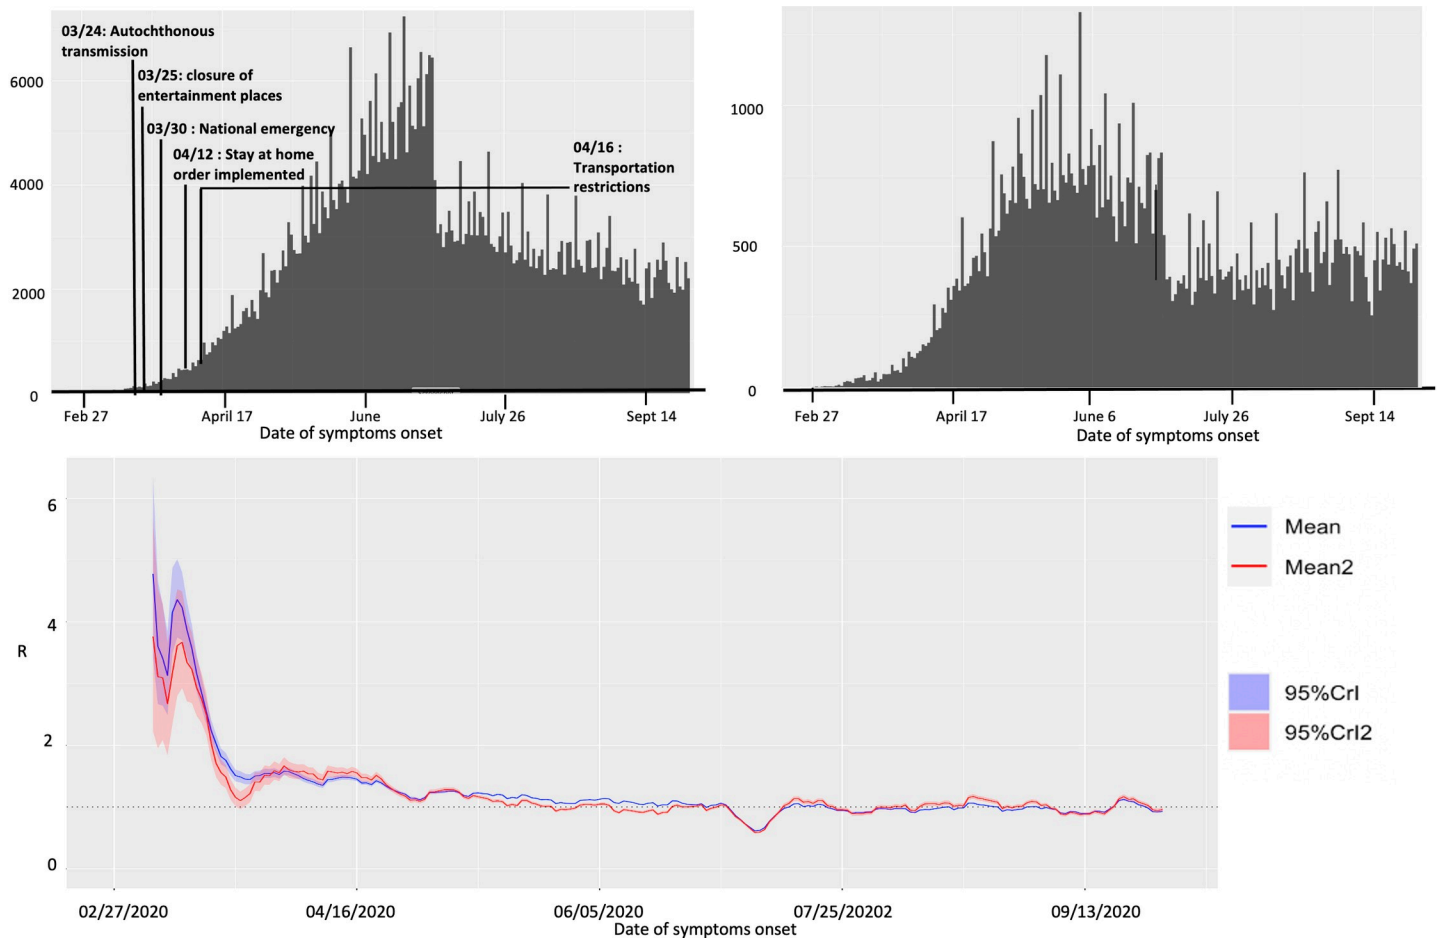 03/24: Autochthonous
transmission
03/25: closure of
entertainment places
03/30 : National emergency
04/12 : Stay at home
order implemented
04/16 :
Transportation
restrictions
6000
4000
2000
0
Feb 27
April 17
June
July 26
Sept 14
Date of symptoms onset
1000
500
0
Feb 27
April 17
June 6
July 26
Sept 14
Date of symptoms onset
6
4
R
2
0
02/27/2020
04/16/2020
06/05/2020
07/25/20202
09/13/2020
Date of symptoms onset
Mean
Mean2
95%CrI
95%CrI2